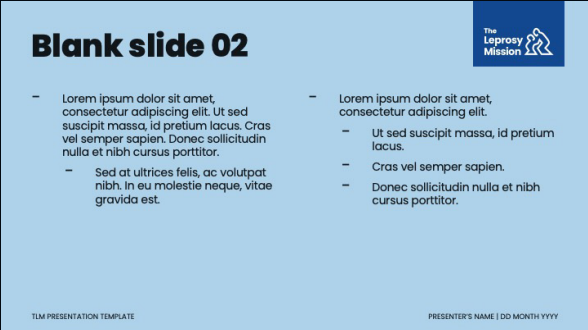 Blank slide 02
The
Leprosy
Mission
– Lorem ipsum dolor sit amet,
consectetur adipiscing elit. Ut sed
suscipit massa, id pretium lacus. Cras
vel semper sapien. Donec sollicitudin
nulla et nibh cursus porttitor.
– Sed at ultrices felis, ac volutpat
nibh. In eu molestie neque, vitae
gravida est.
– Lorem ipsum dolor sit amet,
consectetur adipiscing elit.
– Ut sed suscipit massa, id pretium
lacus.
– Cras vel semper sapien.
– Donec sollicitudin nulla et nibh
cursus porttitor.
TLM PRESENTATION TEMPLATE
PRESENTER'S NAME | DD MONTH YYYY